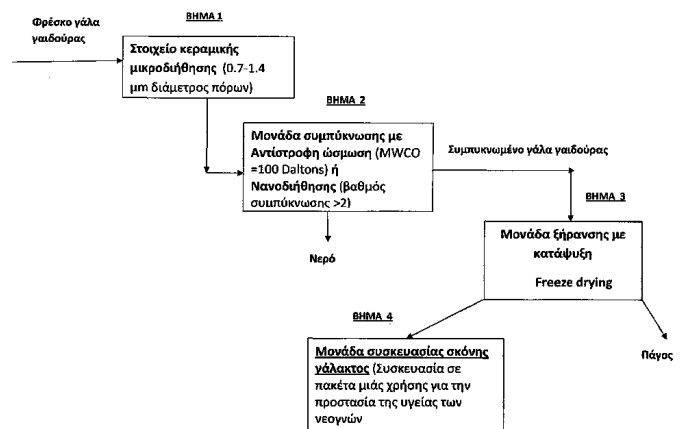 Φρέσκο γάλα
γαιδούρας
ΒΗΜΑ 1
Στοιχείο κεραμικής
μικροδιήθησης (0.7-1.4
μm διάμετρος πόρων)
ΒΗΜΑ 2
Μονάδα συμπύκνωσης με
Αντίστροφη ώσμωση (MWCO
=100 Daltons) ή
Νανοδιήθησης (βαθμός
συμπύκνωσης >2)
Συμπυκνωμένο γάλα γαιδούρας
Νερό
ΒΗΜΑ 3
Μονάδα ξήρανσης με
κατάψυξη
Freeze drying
Πάγος
ΒΗΜΑ 4
Μονάδα συσκευασίας σκόνης
γάλακτος (Συσκευασία σε
πακέτα μιάς χρήσης για την
προστασία της υγείας των
νεογνών